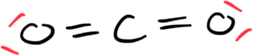 O = C = O